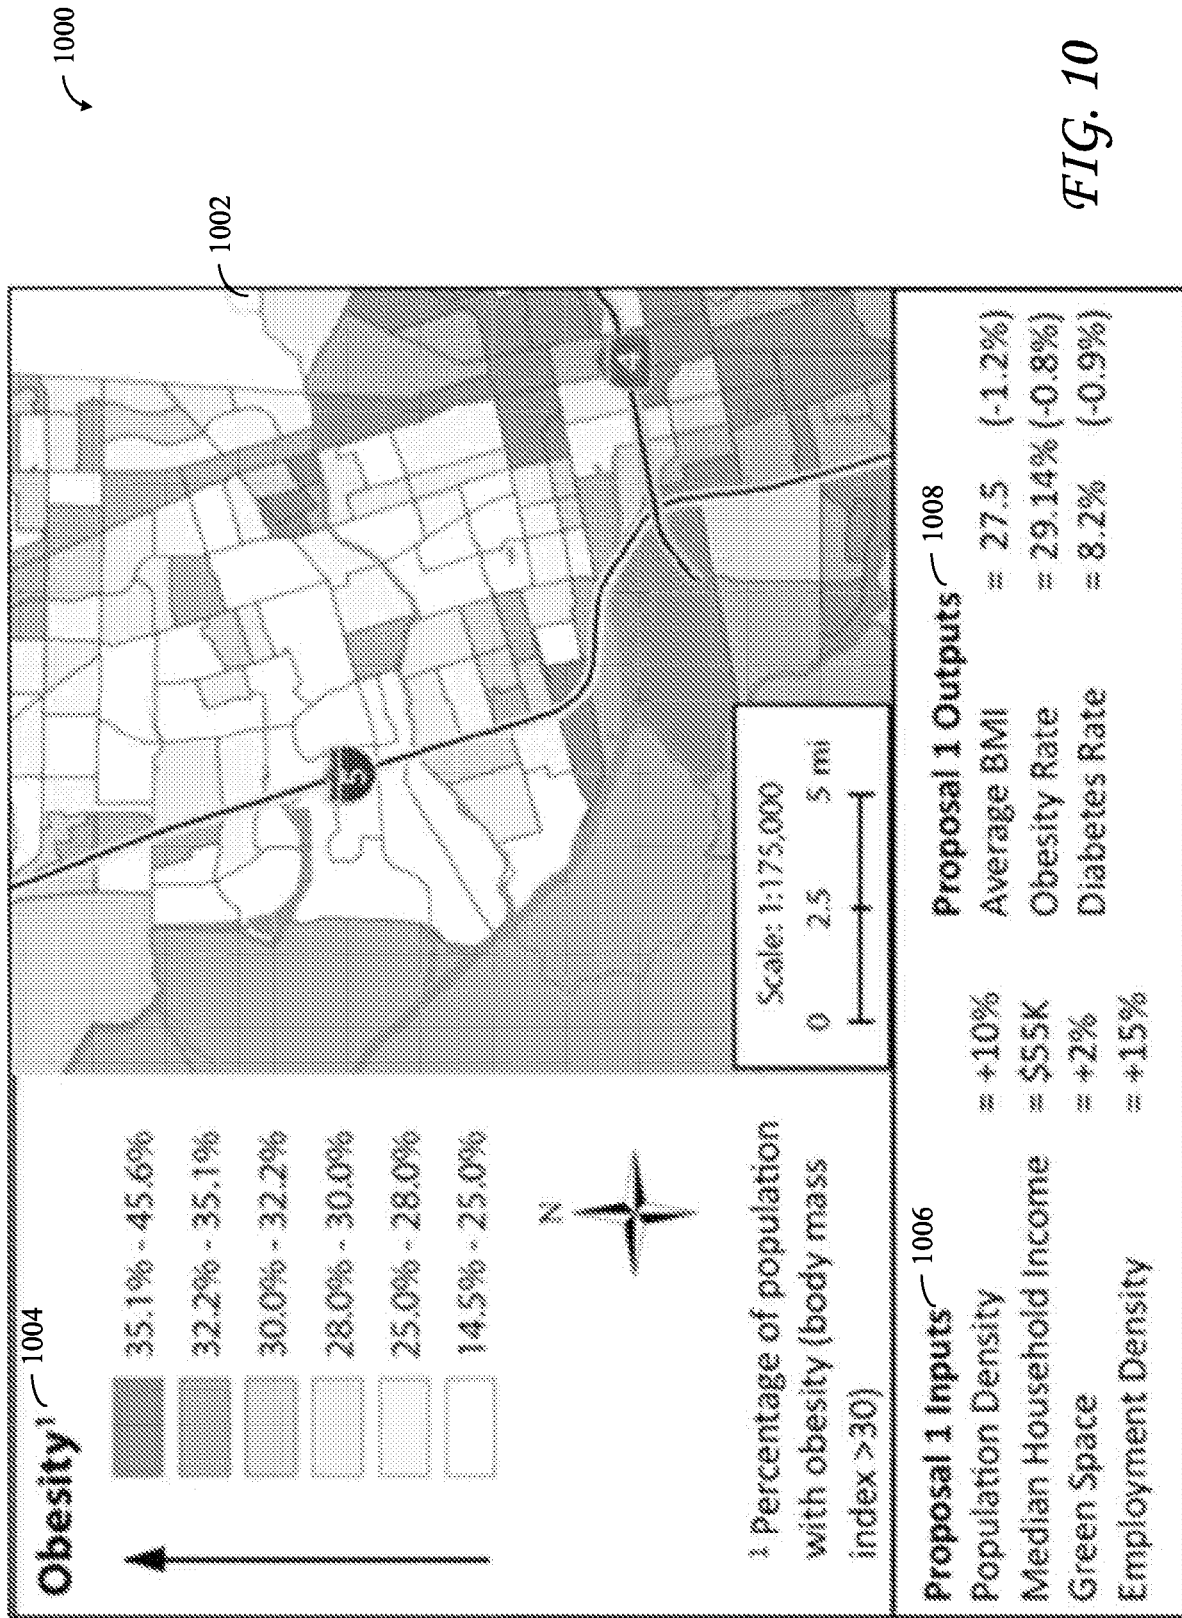 1000
1002
Obesity¹ 1004
35.1% - 45.6%
32.2% - 35.1%
30.0% - 32.2%
28.0% - 30.0%
25.0% - 28.0%
14.5% - 25.0%
N
¹ Percentage of population
with obesity (body mass
index >30)
Scale: 1:175,000
0 2.5 5 mi
Proposal 1 Inputs 1006
Population Density = +10%
Median Household Income = $55K
Green Space = +2%
Employment Density = +15%
Proposal 1 Outputs 1008
Average BMI = 27.5 (-1.2%)
Obesity Rate = 29.14% (-0.8%)
Diabetes Rate = 8.2% (-0.9%)
FIG. 10